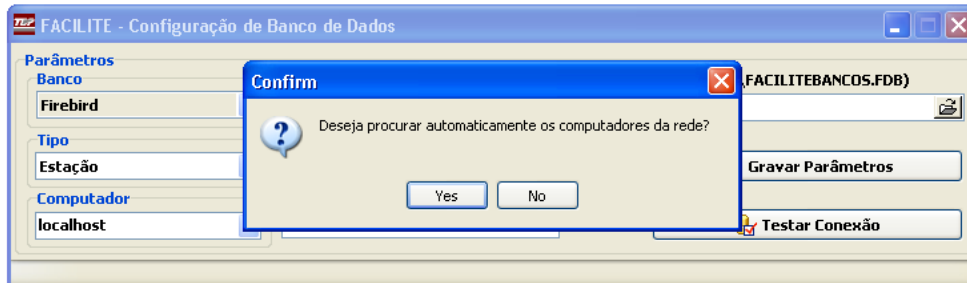 FACILITE - Configuração de Banco de Dados
Parâmetros
Banco
\FACILITEBANCOS.FDB)
Firebird
Confirm
Deseja procurar automaticamente os computadores da rede?
Yes
No
Tipo
Estação
Gravar Parâmetros
Computador
localhost
Testar Conexão